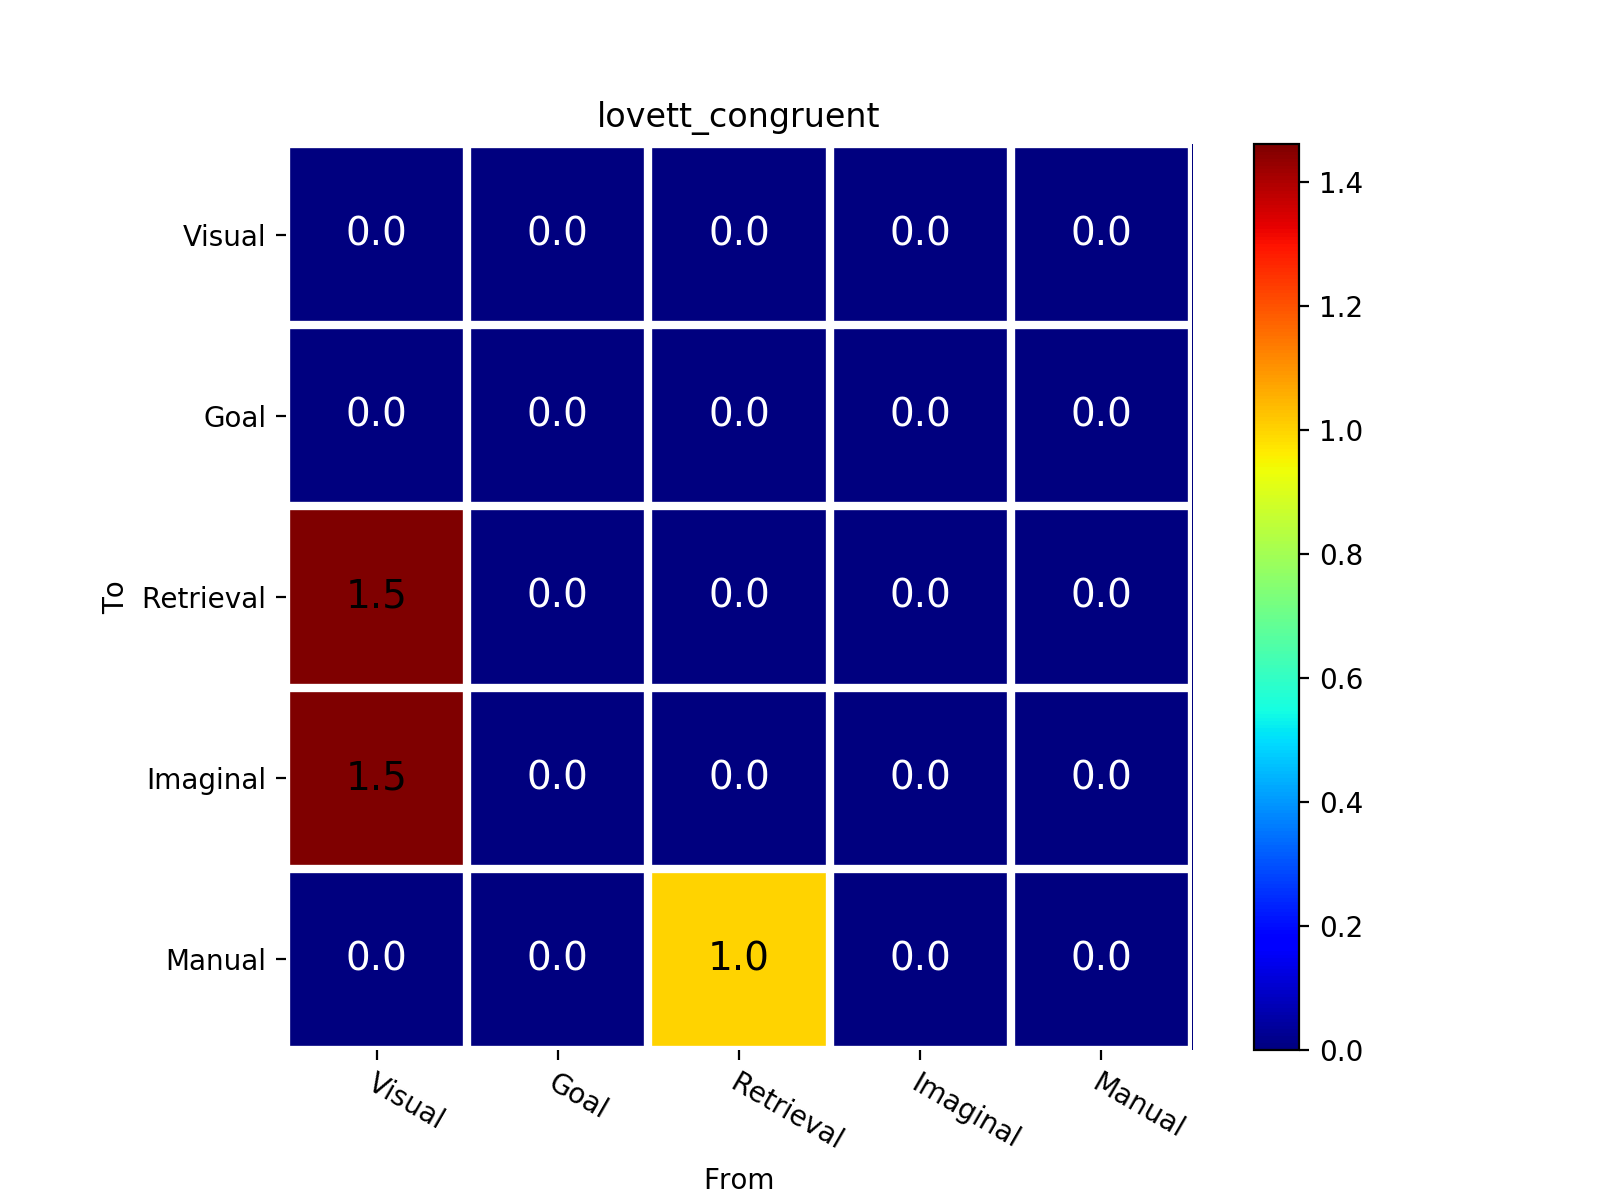 lovett_congruent
Visual 0.0 0.0 0.0 0.0 0.0
Goal 0.0 0.0 0.0 0.0 0.0
To
Retrieval 1.5 0.0 0.0 0.0 0.0
Imaginal 1.5 0.0 0.0 0.0 0.0
Manual 0.0 0.0 1.0 0.0 0.0
Visual Goal Retrieval Imaginal Manual
From
1.4
1.2
1.0
0.8
0.6
0.4
0.2
0.0